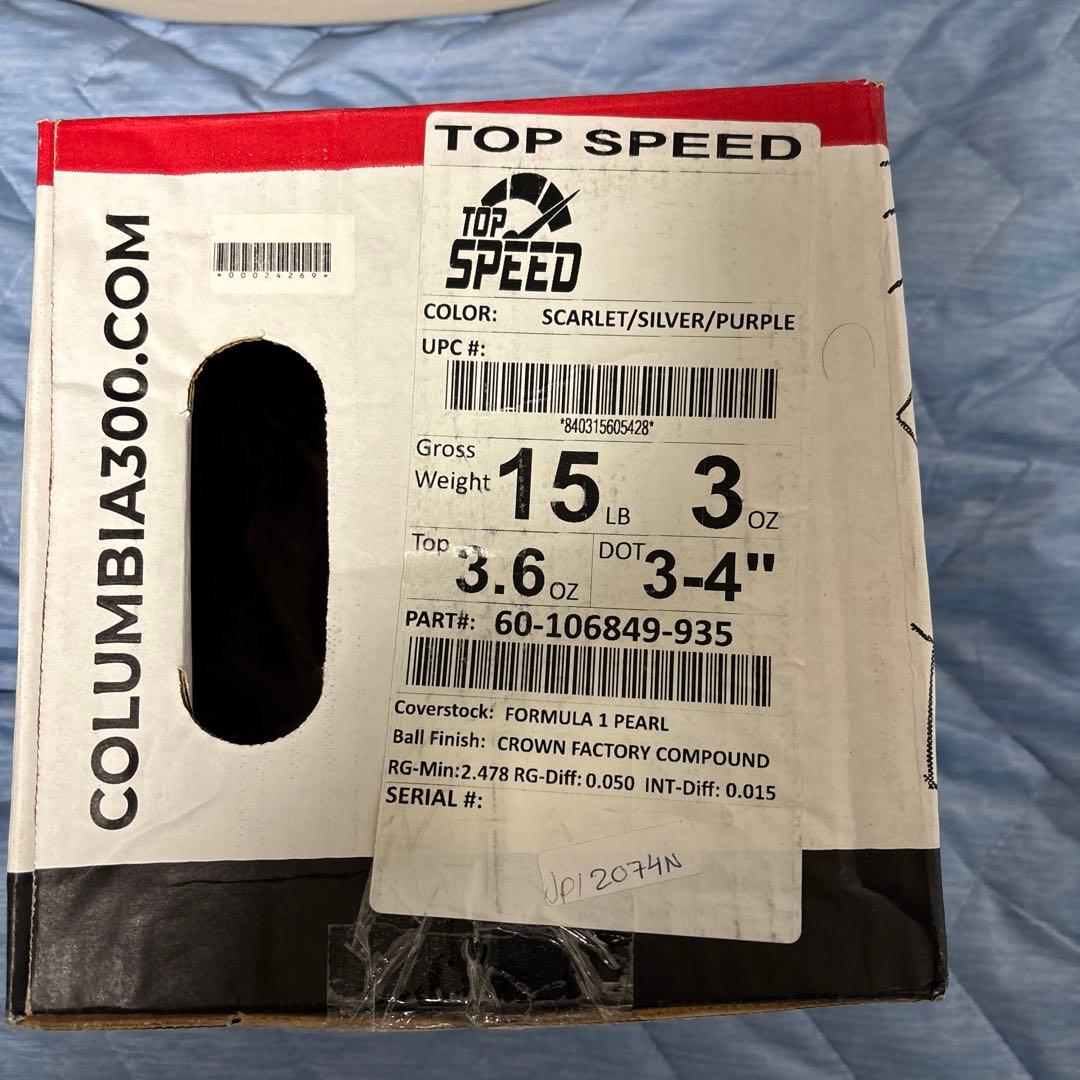 COLUMBIA300.COM
*000024269*
TOP SPEED
TOP
SPEED
COLOR: SCARLET/SILVER/PURPLE
UPC #:
*840315605428*
Gross
Weight 15 LB 3 OZ
Top 3.6 OZ DOT 3-4"
PART#: 60-106849-935
Coverstock: FORMULA 1 PEARL
Ball Finish: CROWN FACTORY COMPOUND
RG-Min:2.478 RG-Diff: 0.050 INT-Diff: 0.015
SERIAL #:
JPI2074N